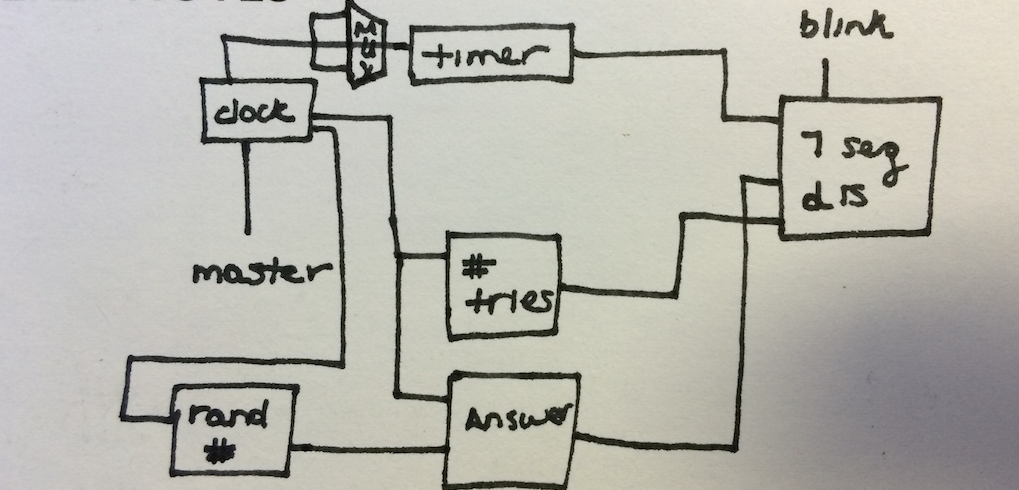 blink
MUX
timer
clock
7 seg
dis
master
#
tries
rand
#
Answer